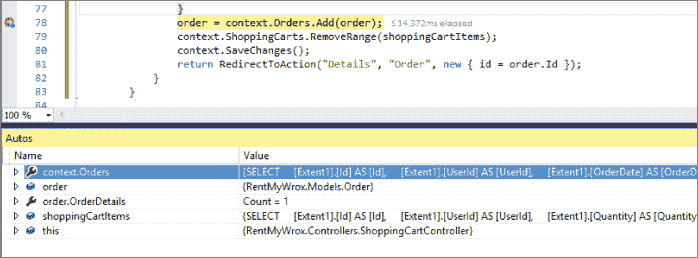 77 }
78 order = context.Orders.Add(order); ≤ 14,372ms elapsed
79 context.ShoppingCarts.RemoveRange(shoppingCartItems);
80 context.SaveChanges();
81 return RedirectToAction("Details", "Order", new { id = order.Id });
82 }
83 }
84
100 %
Autos
Name Value
context.Orders {SELECT [Extent1].[Id] AS [Id], [Extent1].[UserId] AS [UserId], [Extent1].[OrderDate] AS [OrderD
order {RentMyWrox.Models.Order}
order.OrderDetails Count = 1
shoppingCartItems {SELECT [Extent1].[Id] AS [Id], [Extent1].[UserId] AS [UserId], [Extent1].[Quantity] AS [Quantity
this {RentMyWrox.Controllers.ShoppingCartController}